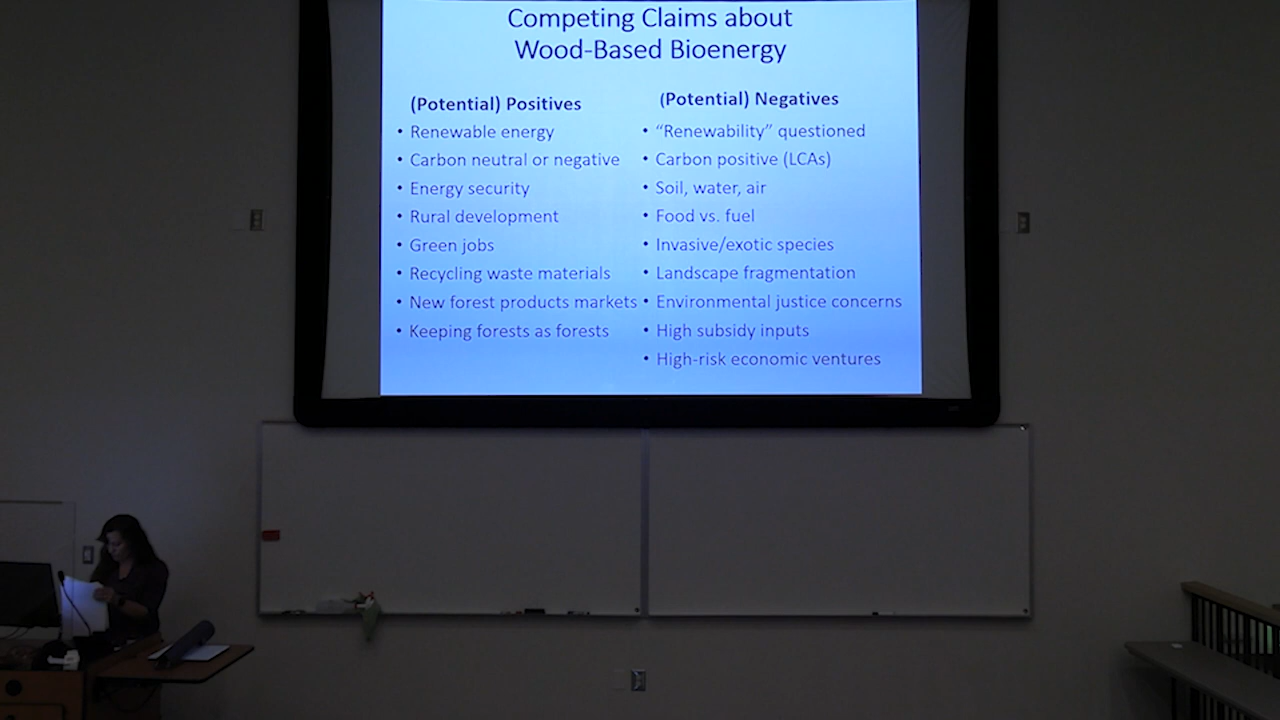 Competing Claims about
Wood-Based Bioenergy
(Potential) Positives
• Renewable energy
• Carbon neutral or negative
• Energy security
• Rural development
• Green jobs
• Recycling waste materials
• New forest products markets
• Keeping forests as forests
(Potential) Negatives
• “Renewability” questioned
• Carbon positive (LCAs)
• Soil, water, air
• Food vs. fuel
• Invasive/exotic species
• Landscape fragmentation
• Environmental justice concerns
• High subsidy inputs
• High-risk economic ventures